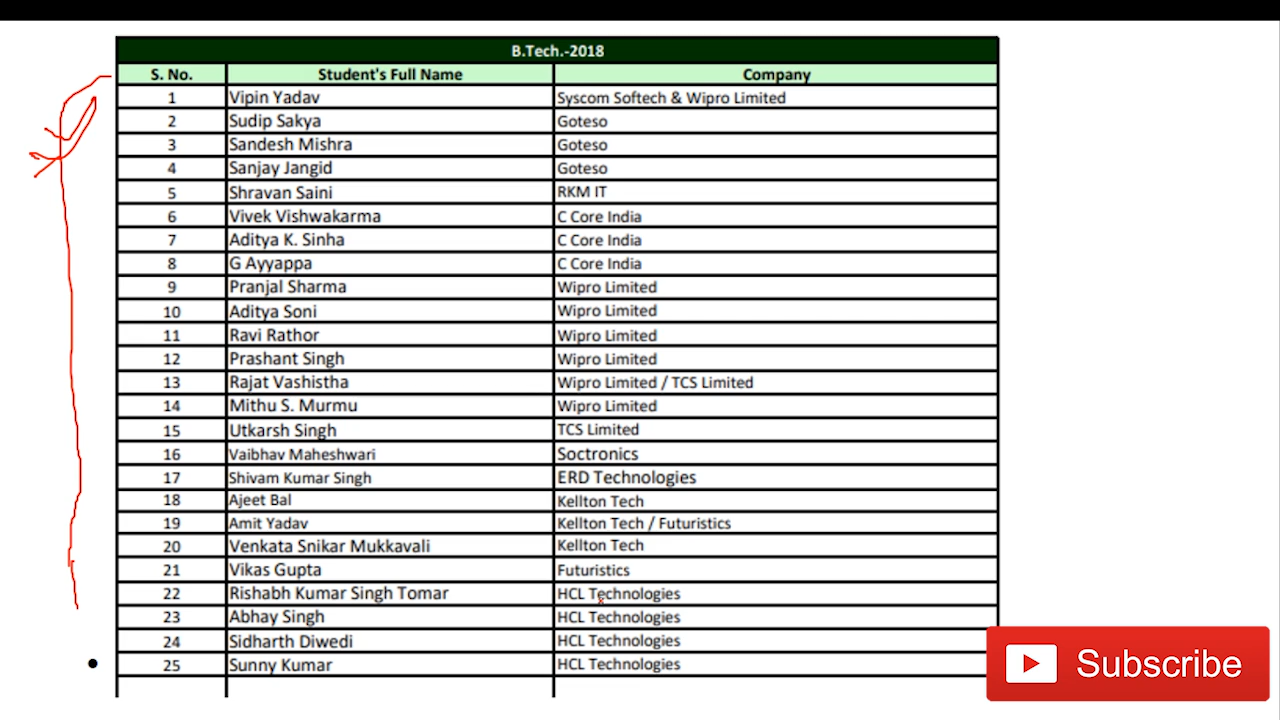 B.Tech.-2018
S. No. Student's Full Name Company
1 Vipin Yadav Syscom Softech & Wipro Limited
2 Sudip Sakya Goteso
3 Sandesh Mishra Goteso
4 Sanjay Jangid Goteso
5 Shravan Saini RKM IT
6 Vivek Vishwakarma C Core India
7 Aditya K. Sinha C Core India
8 G Ayyappa C Core India
9 Pranjal Sharma Wipro Limited
10 Aditya Soni Wipro Limited
11 Ravi Rathor Wipro Limited
12 Prashant Singh Wipro Limited
13 Rajat Vashistha Wipro Limited / TCS Limited
14 Mithu S. Murmu Wipro Limited
15 Utkarsh Singh TCS Limited
16 Vaibhav Maheshwari Soctronics
17 Shivam Kumar Singh ERD Technologies
18 Ajeet Bal Kellton Tech
19 Amit Yadav Kellton Tech / Futuristics
20 Venkata Snikar Mukkavali Kellton Tech
21 Vikas Gupta Futuristics
22 Rishabh Kumar Singh Tomar HCL Technologies
23 Abhay Singh HCL Technologies
24 Sidharth Diwedi HCL Technologies
25 Sunny Kumar HCL Technologies
Subscribe